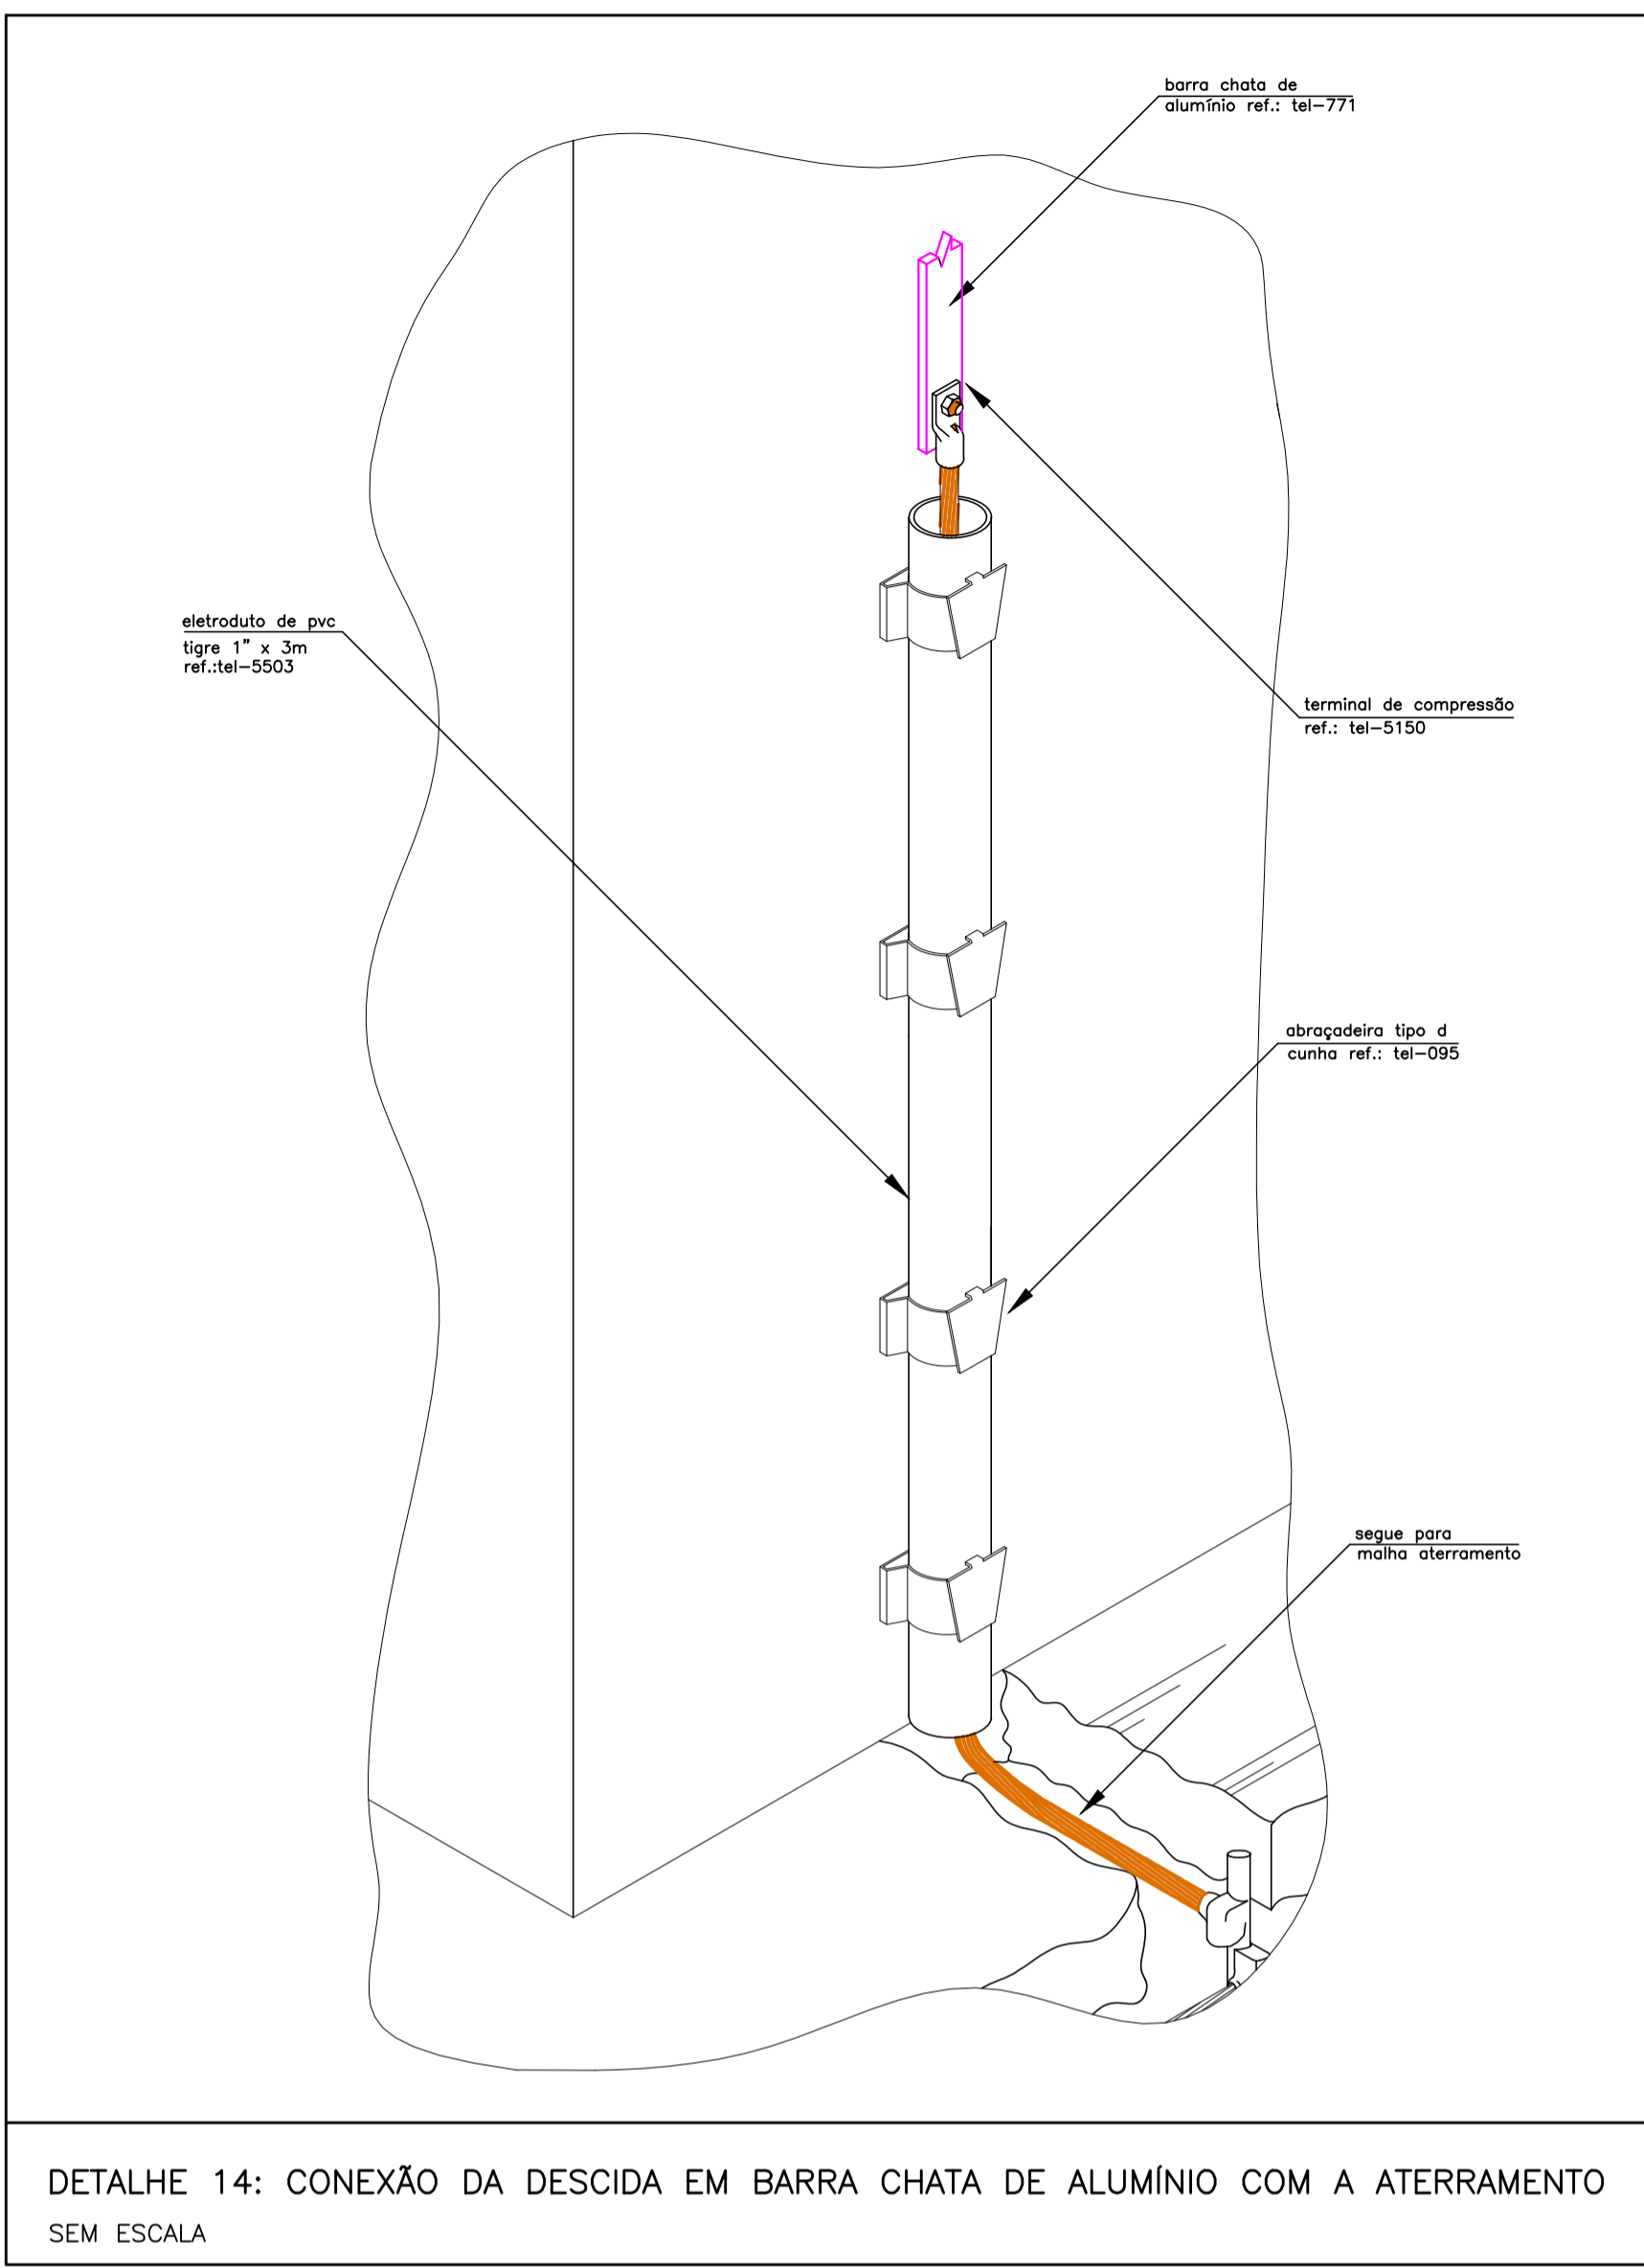 barra chata de
alumínio ref.: tel-771
eletroduto de pvc
tigre 1" x 3m
ref.:tel-5503
terminal de compressão
ref.: tel-5150
abraçadeira tipo d
cunha ref.: tel-095
segue para
malha aterramento
DETALHE 14: CONEXÃO DA DESCIDA EM BARRA CHATA DE ALUMÍNIO COM A ATERRAMENTO
SEM ESCALA